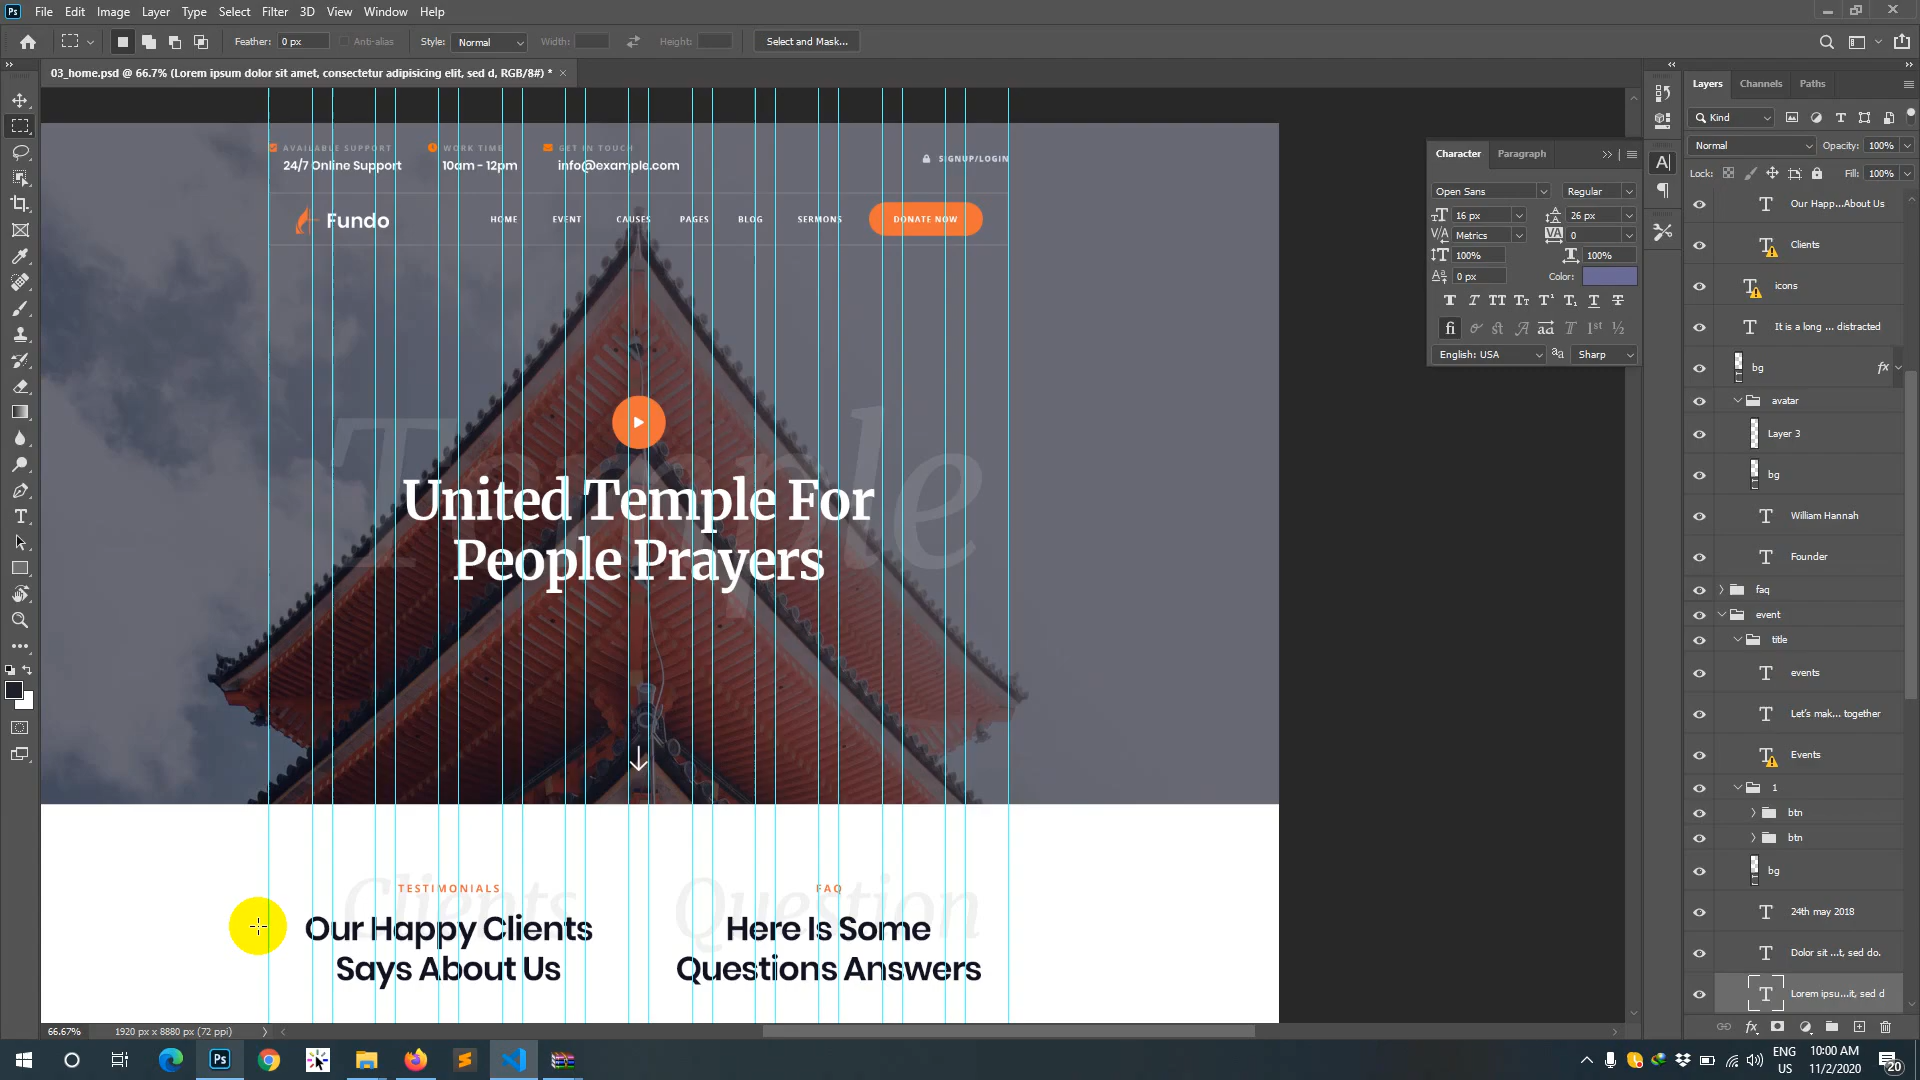 Ps File Edit Image Layer Type Select Filter 3D View Window Help
Feather: 0 px Anti-alias Style: Normal Width: Height: Select and Mask...
03_home.psd @ 66.7% (Lorem ipsum dolor sit amet, consectetur adipisicing elit, sed d, RGB/8#) * ×
AVAILABLE SUPPORT WORK TIME GET IN TOUCH
24/7 Online Support 10am - 12pm info@example.com
SIGNUP/LOGIN
Fundo HOME EVENT CAUSES PAGES BLOG SERMONS DONATE NOW
Temple
United Temple For
People Prayers
Clients Question
TESTIMONIALS FAQ
Our Happy Clients Here Is Some
Says About Us Questions Answers
66.67% 1920 px x 8880 px (72 ppi)
Character Paragraph
Open Sans Regular
16 px 26 px
Metrics 0
100% 100%
0 px Color:
English: USA Sharp
Layers Channels Paths
Kind
Normal Opacity: 100%
Lock: Fill: 100%
Our Happ...About Us
Clients
icons
It is a long ... distracted
bg fx
avatar
Layer 3
bg
William Hannah
Founder
faq
event
title
events
Let's mak... together
Events
1
btn
btn
bg
24th may 2018
Dolor sit ...t, sed do.
Lorem ipsu...it, sed d
Ps
ENG 10:00 AM
US 11/2/2020
20